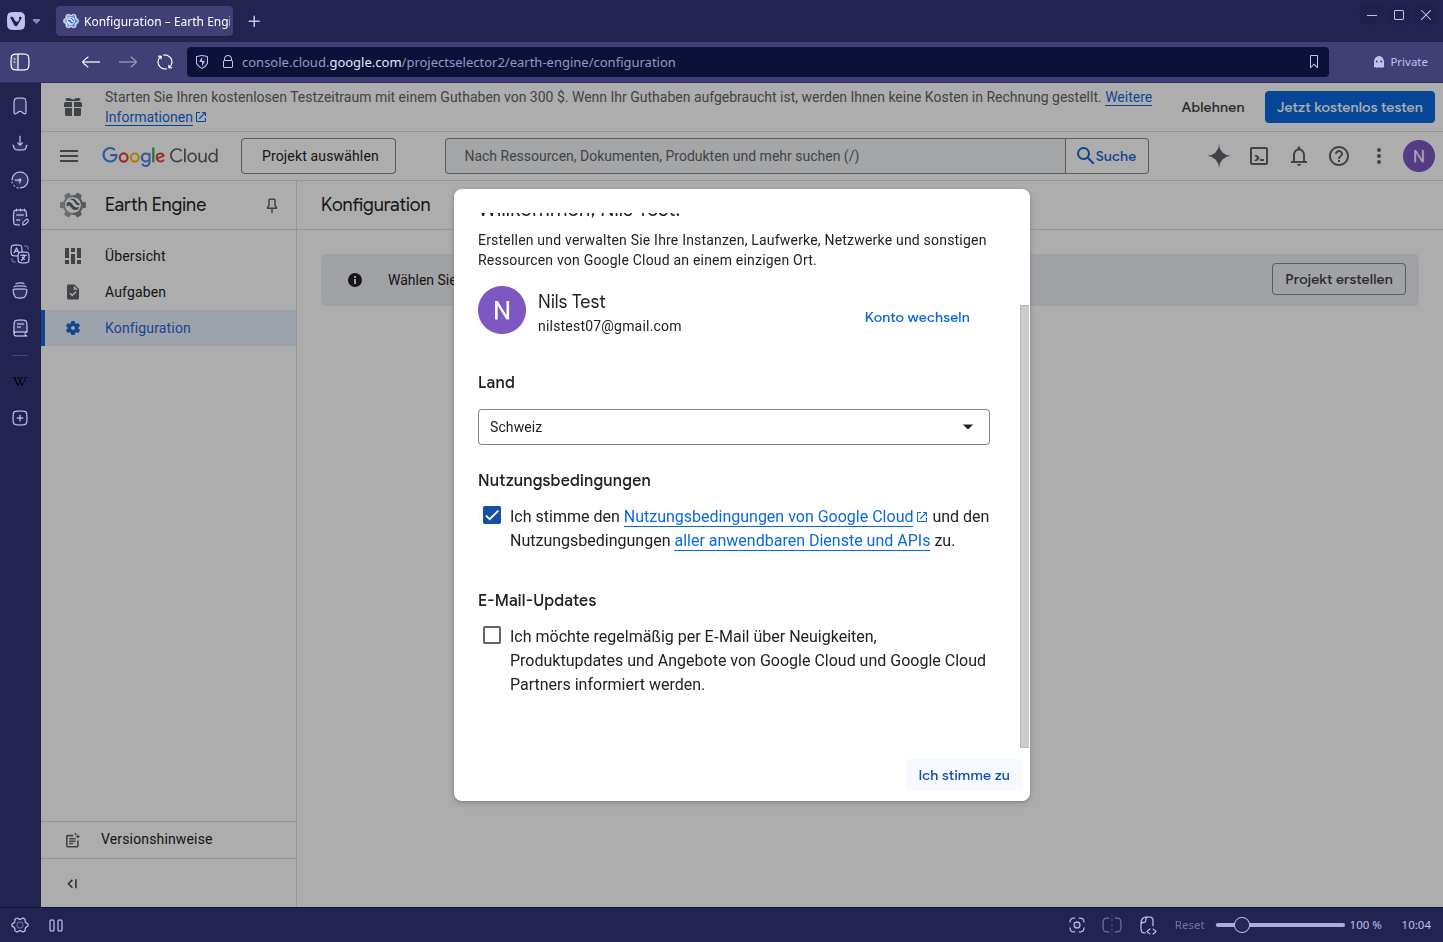 Konfiguration – Earth Engi
console.cloud.google.com/projectselector2/earth-engine/configuration
Private
Starten Sie Ihren kostenlosen Testzeitraum mit einem Guthaben von 300 $. Wenn Ihr Guthaben aufgebraucht ist, werden Ihnen keine Kosten in Rechnung gestellt. Weitere
Informationen
Ablehnen
Jetzt kostenlos testen
Google Cloud
Projekt auswählen
Nach Ressourcen, Dokumenten, Produkten und mehr suchen (/)
Suche
N
Earth Engine
Konfiguration
Übersicht
Aufgaben
Konfiguration
Wählen Sie
Projekt erstellen
Willkommen, Nils Test!
Erstellen und verwalten Sie Ihre Instanzen, Laufwerke, Netzwerke und sonstigen
Ressourcen von Google Cloud an einem einzigen Ort.
N
Nils Test
nilstest07@gmail.com
Konto wechseln
Land
Schweiz
Nutzungsbedingungen
Ich stimme den Nutzungsbedingungen von Google Cloud und den
Nutzungsbedingungen aller anwendbaren Dienste und APIs zu.
E-Mail-Updates
Ich möchte regelmäßig per E-Mail über Neuigkeiten,
Produktupdates und Angebote von Google Cloud und Google Cloud
Partners informiert werden.
Ich stimme zu
W
Versionshinweise
Reset
100 %
10:04